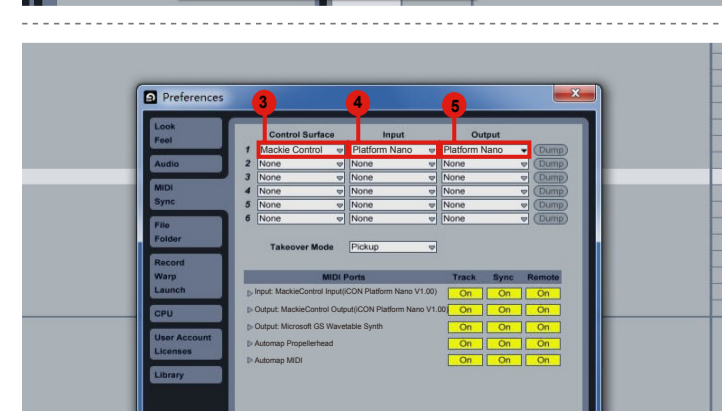 Preferences
3
4
5
Look
Feel
Audio
MIDI
Sync
File
Folder
Record
Warp
Launch
CPU
User Account
Licenses
Library
Control Surface Input Output
1 Mackie Control Platform Nano Platform Nano Dump
2 None None None Dump
3 None None None Dump
4 None None None Dump
5 None None None Dump
6 None None None Dump
Takeover Mode Pickup
MIDI Ports Track Sync Remote
Input: MackieControl Input(iCON Platform Nano V1.00) On On On
Output: MackieControl Output(iCON Platform Nano V1.00) On On On
Output: Microsoft GS Wavetable Synth On On On
Automap Propellerhead On On On
Automap MIDI On On On